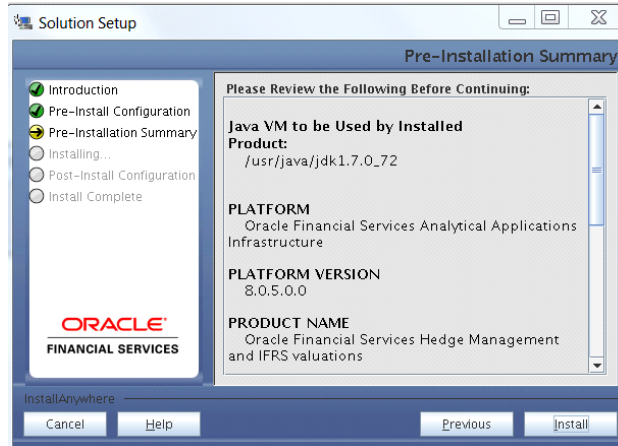 Solution Setup
Pre-Installation Summary
Introduction
Pre-Install Configuration
Pre-Installation Summary
Installing...
Post-Install Configuration
Install Complete
ORACLE
FINANCIAL SERVICES
Please Review the Following Before Continuing:
Java VM to be Used by Installed
Product:
/usr/java/jdk1.7.0_72
PLATFORM
Oracle Financial Services Analytical Applications
Infrastructure
PLATFORM VERSION
8.0.5.0.0
PRODUCT NAME
Oracle Financial Services Hedge Management
and IFRS valuations
InstallAnywhere
Cancel
Help
Previous
Install